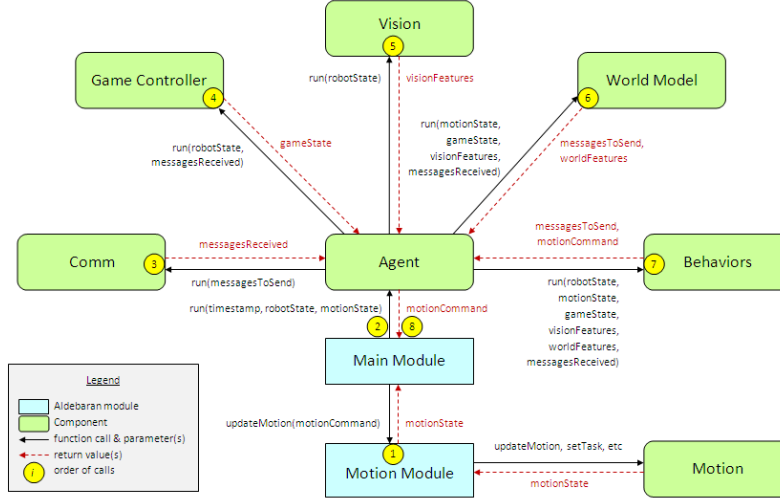 Vision
5
run(robotState)
visionFeatures
Game Controller
4
World Model
6
run(robotState,
messagesReceived)
gameState
run(motionState,
gameState,
visionFeatures,
messagesReceived)
messagesToSend,
worldFeatures
Comm
3
messagesReceived
run(messagesToSend)
Agent
messagesToSend,
motionCommand
Behaviors
7
run(robotState,
motionState,
gameState,
visionFeatures,
worldFeatures,
messagesReceived)
run(timestamp, robotState, motionState)
2
8
motionCommand
Main Module
updateMotion(motionCommand)
motionState
1
Motion Module
updateMotion, setTask, etc
motionState
Motion
Legend
Aldebaran module
Component
function call & parameter(s)
return value(s)
i
order of calls